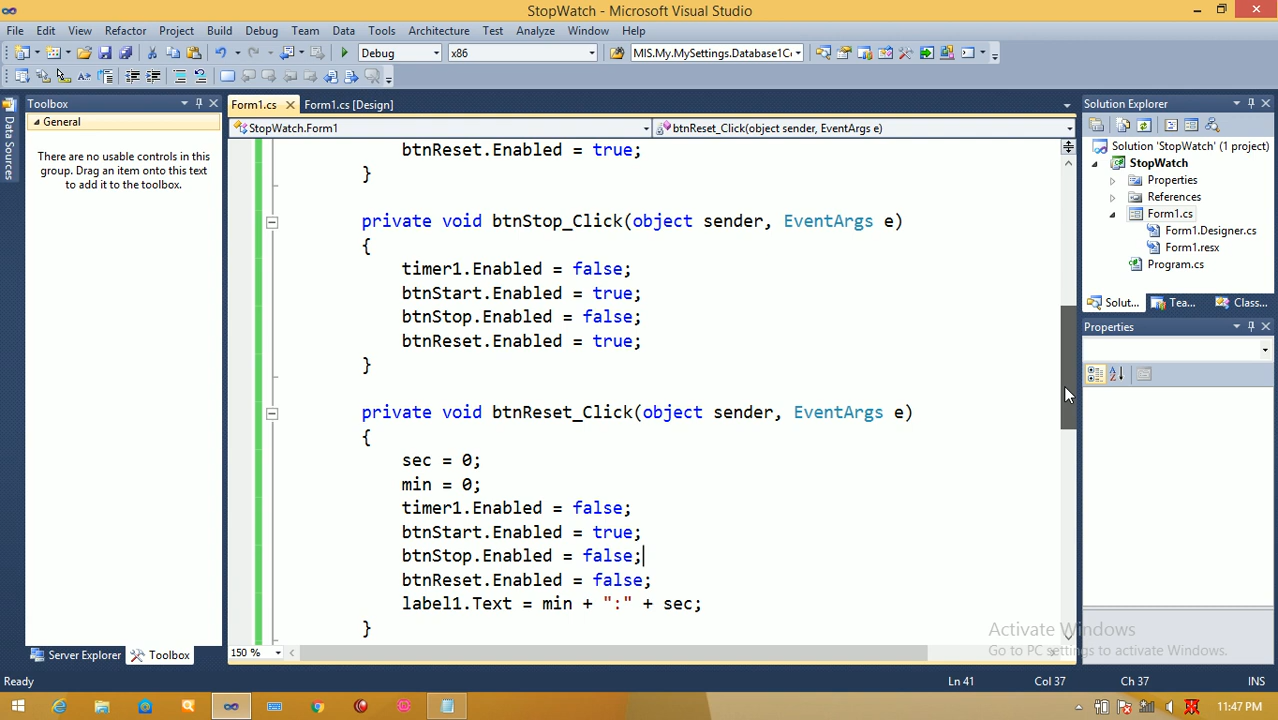 StopWatch - Microsoft Visual Studio
File Edit View Refactor Project Build Debug Team Data Tools Architecture Test Analyze Window Help
Debug x86 MIS.My.MySettings.Database1C
Toolbox
General
There are no usable controls in this
group. Drag an item onto this text
to add it to the toolbox.
Data Sources
Server Explorer Toolbox
Form1.cs Form1.cs [Design]
StopWatch.Form1 btnReset_Click(object sender, EventArgs e)
btnReset.Enabled = true;
}
private void btnStop_Click(object sender, EventArgs e)
{
timer1.Enabled = false;
btnStart.Enabled = true;
btnStop.Enabled = false;
btnReset.Enabled = true;
}
private void btnReset_Click(object sender, EventArgs e)
{
sec = 0;
min = 0;
timer1.Enabled = false;
btnStart.Enabled = true;
btnStop.Enabled = false;
btnReset.Enabled = false;
label1.Text = min + ":" + sec;
}
150 %
Solution Explorer
Solution 'StopWatch' (1 project)
StopWatch
Properties
References
Form1.cs
Form1.Designer.cs
Form1.resx
Program.cs
Solut... Tea... Class...
Properties
Activate Windows
Go to PC settings to activate Windows.
Ready Ln 41 Col 37 Ch 37 INS
11:47 PM